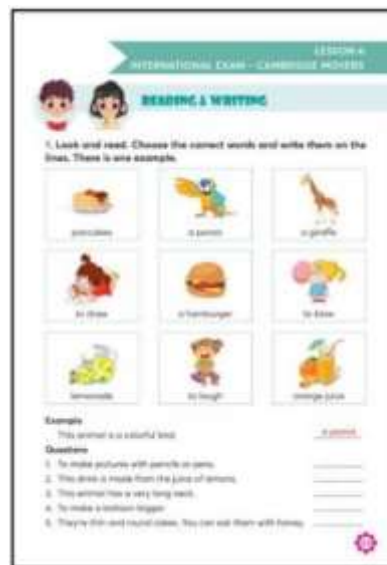 LESSON 4
INTERNATIONAL EXAM - CAMBRIDGE MOVERS
READING & WRITING
1. Look and read. Choose the correct words and write them on the
lines. There is one example.
pancakes a parrot a giraffe
to draw a hamburger to blow
lemonade to laugh orange juice
Example
This animal is a colorful bird. a parrot
Questions
1. To make pictures with pencils or pens.
2. This drink is made from the juice of lemons.
3. This animal has a very long neck.
4. To make a balloon bigger.
5. They're thin and round cakes. You can eat them with honey.